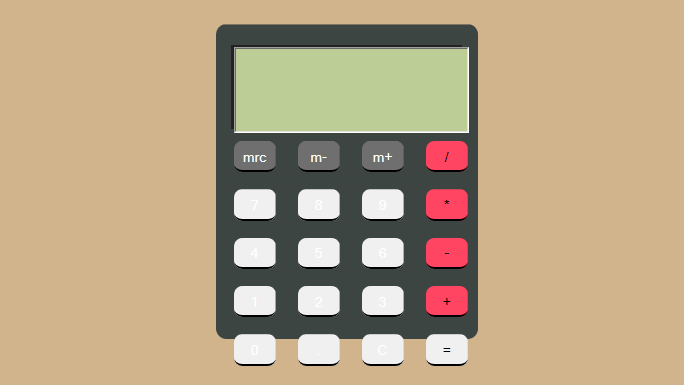 mrc m- m+ /
7 8 9 *
4 5 6 -
1 2 3 +
0 . C =